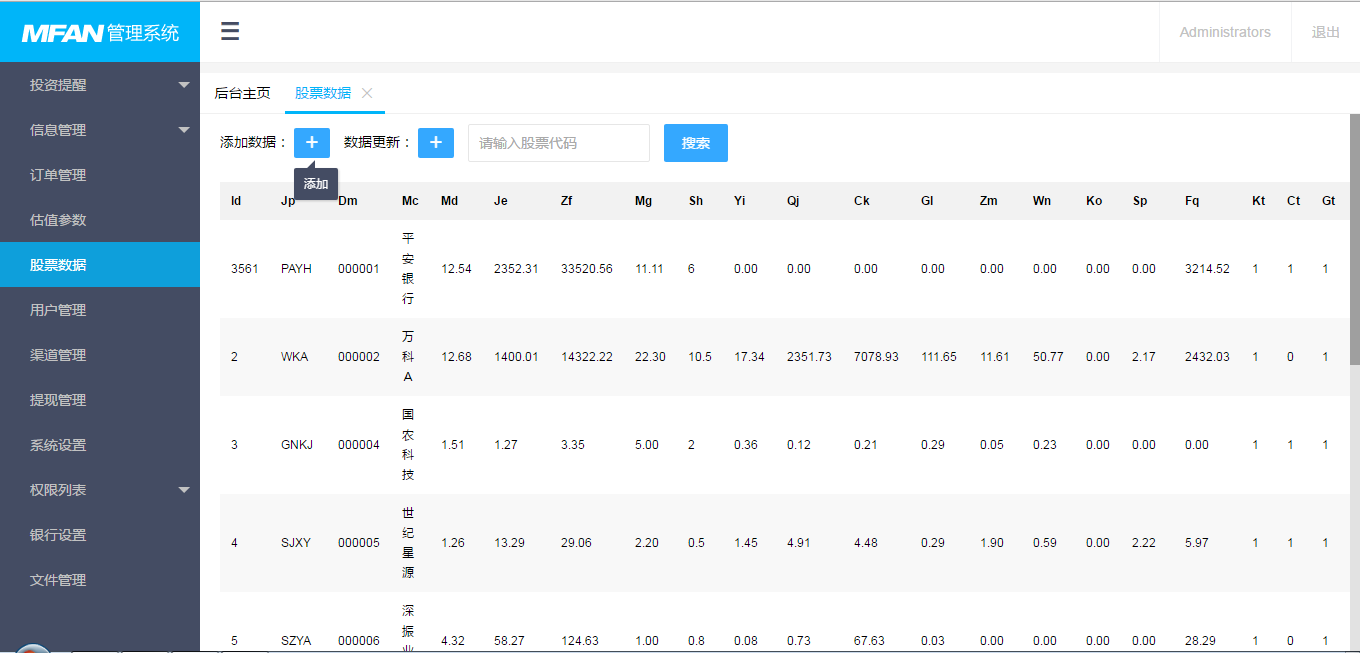 MFAN管理系统
Administrators 退出
投资提醒
信息管理
订单管理
估值参数
股票数据
用户管理
渠道管理
提现管理
系统设置
权限列表
银行设置
文件管理
后台主页 股票数据
添加数据： + 数据更新： + 请输入股票代码 搜索
添加
Id Jp Dm Mc Md Je Zf Mg Sh Yi Qj Ck Gl Zm Wn Ko Sp Fq Kt Ct Gt
3561 PAYH 000001 平安银行 12.54 2352.31 33520.56 11.11 6 0.00 0.00 0.00 0.00 0.00 0.00 0.00 0.00 3214.52 1 1 1
2 WKA 000002 万科A 12.68 1400.01 14322.22 22.30 10.5 17.34 2351.73 7078.93 111.65 11.61 50.77 0.00 2.17 2432.03 1 0 1
3 GNKJ 000004 国农科技 1.51 1.27 3.35 5.00 2 0.36 0.12 0.21 0.29 0.05 0.23 0.00 0.00 0.00 1 1 1
4 SJXY 000005 世纪星源 1.26 13.29 29.06 2.20 0.5 1.45 4.91 4.48 0.29 1.90 0.59 0.00 2.22 5.97 1 1 1
5 SZYA 000006 深振业 4.32 58.27 124.63 1.00 0.8 0.08 0.73 67.63 0.03 0.00 0.00 0.00 0.00 28.29 1 0 1